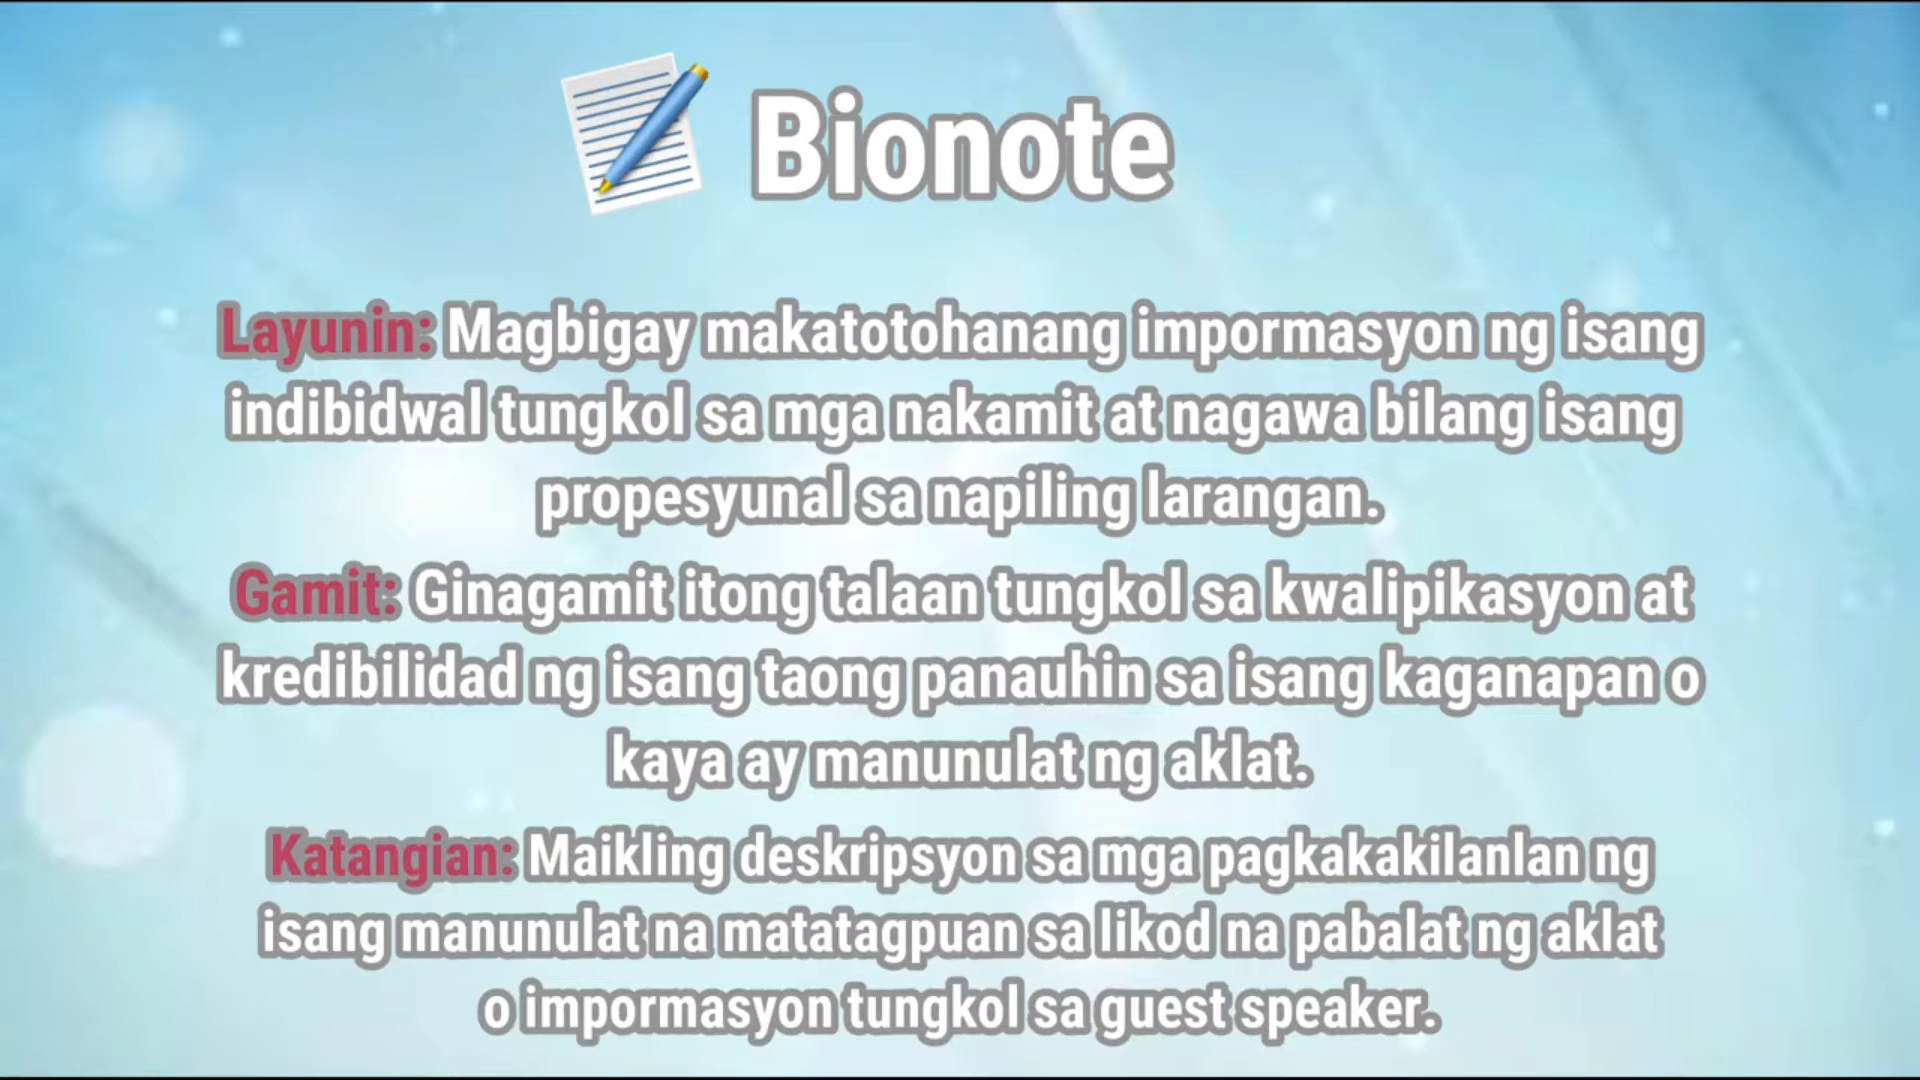 Bionote
Layunin: Magbigay makatotohanang impormasyon ng isang
indibidwal tungkol sa mga nakamit at nagawa bilang isang
propesyunal sa napiling larangan.
Gamit: Ginagamit itong talaan tungkol sa kwalipikasyon at
kredibilidad ng isang taong panauhin sa isang kaganapan o
kaya ay manunulat ng aklat.
Katangian: Maikling deskripsyon sa mga pagkakakilanlan ng
isang manunulat na matatagpuan sa likod na pabalat ng aklat
o impormasyon tungkol sa guest speaker.